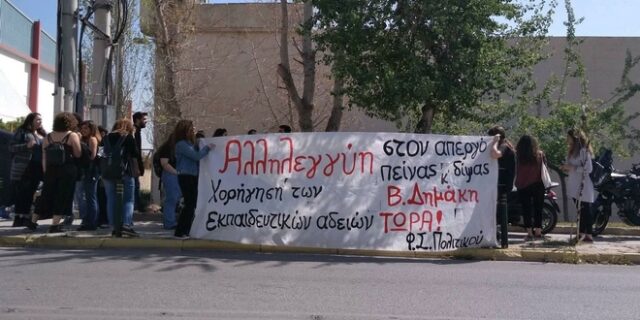 Αλληλεγγύη στον απεργό
πείνας κ' δίψας
Β. Δημάκη
Χορήγηση των
εκπαιδευτικών αδειών ΤΩΡΑ!
Φ.Σ. Πολιτικού